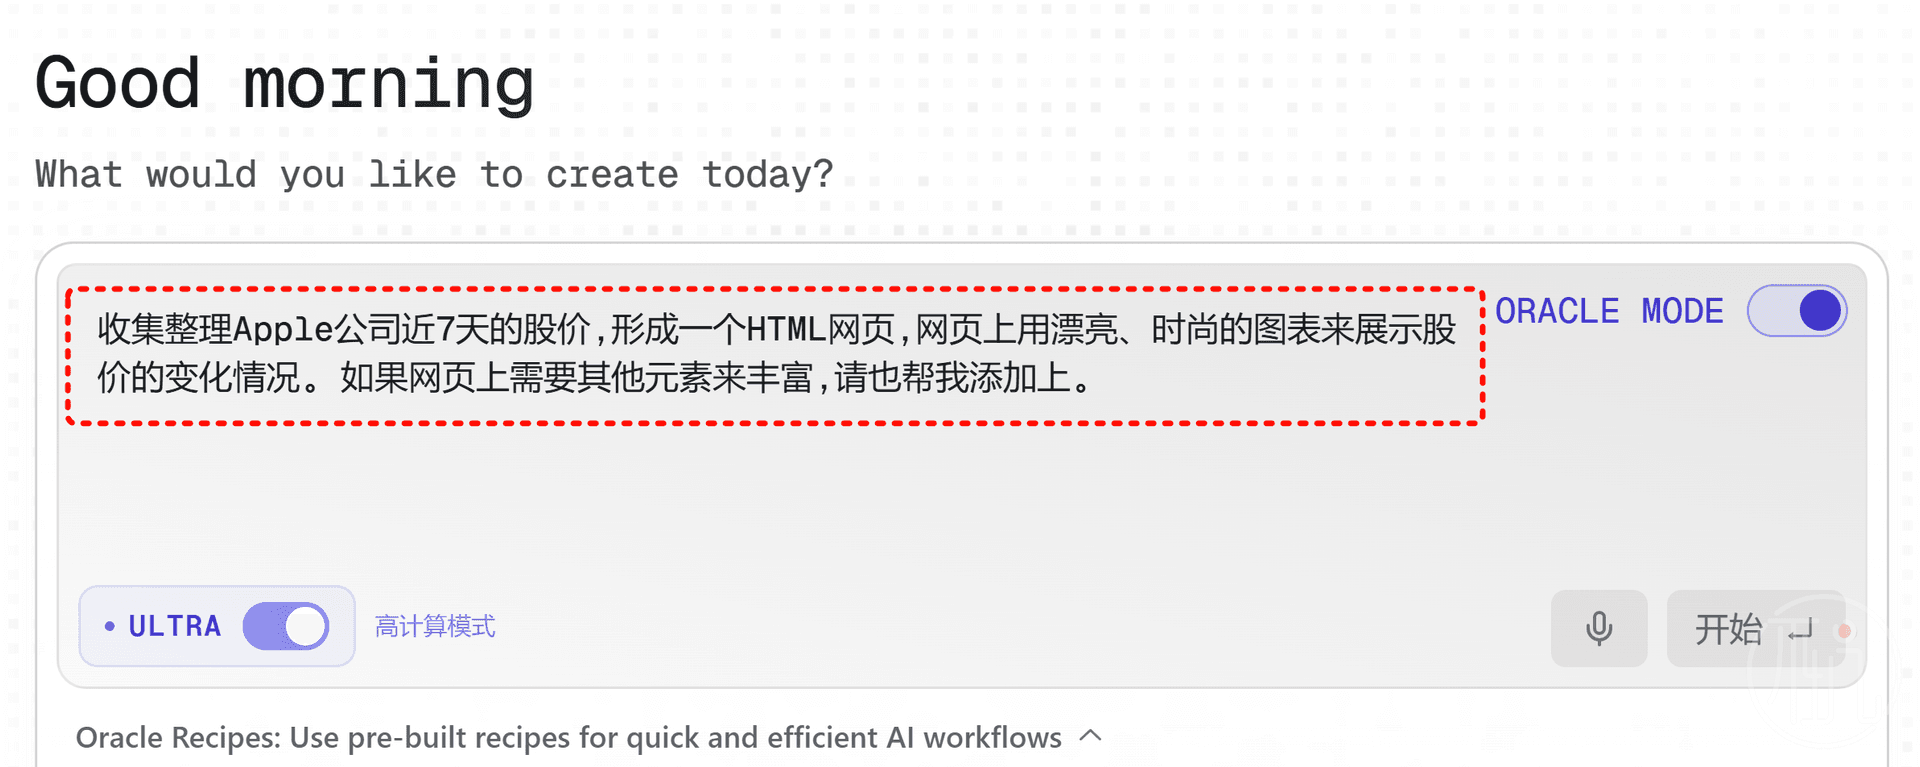 Good morning
What would you like to create today?
收集整理Apple公司近7天的股价,形成一个HTML网页,网页上用漂亮、时尚的图表来展示股
价的变化情况。如果网页上需要其他元素来丰富,请也帮我添加上。
ORACLE MODE
ULTRA
高计算模式
开始
Oracle Recipes: Use pre-built recipes for quick and efficient AI workflows